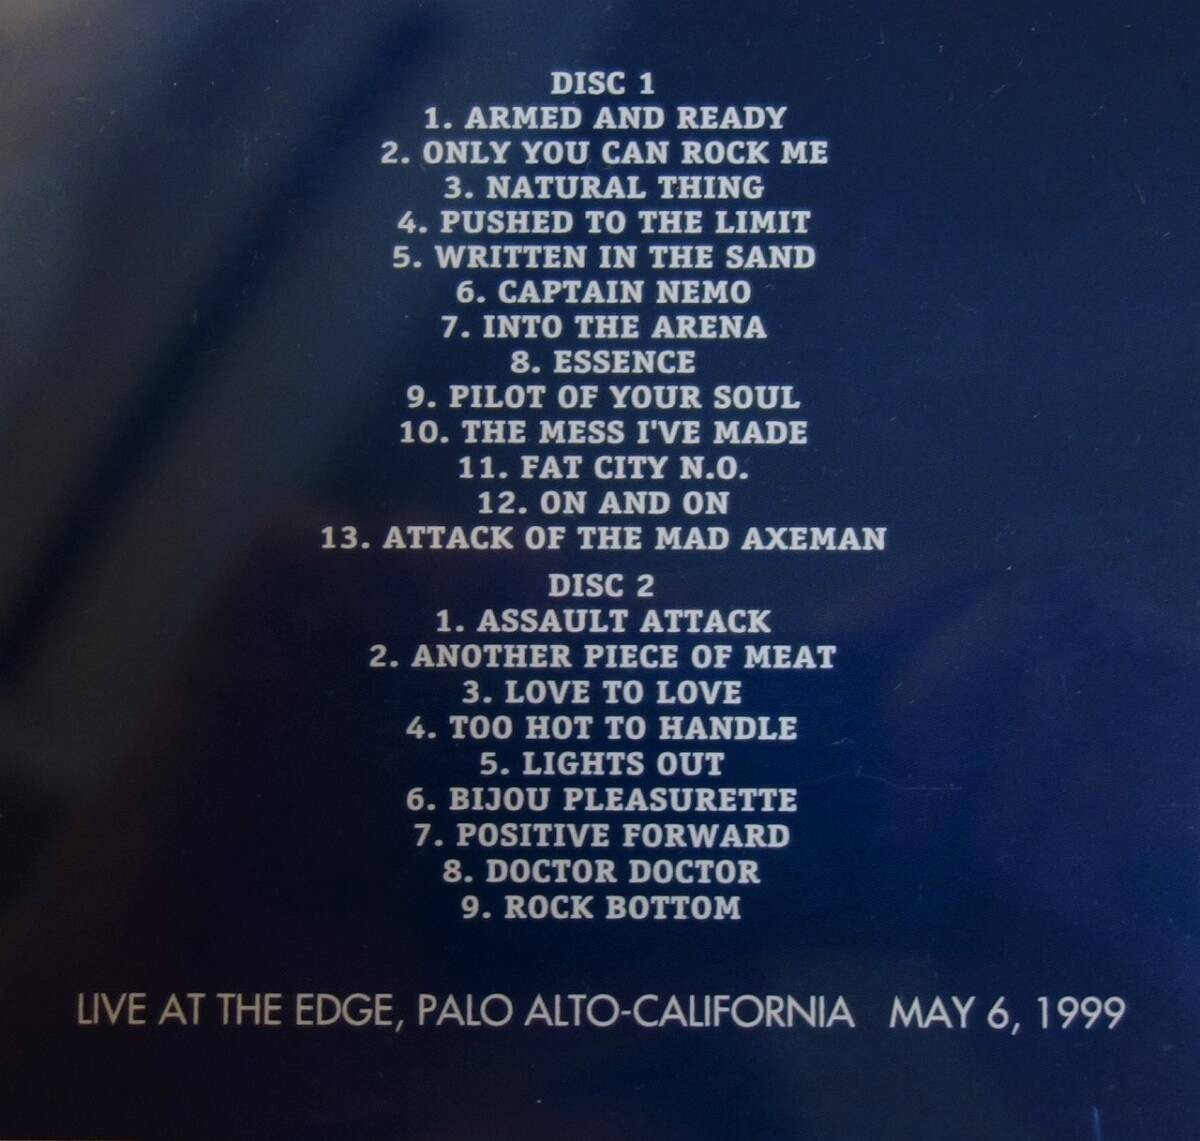 DISC 1
1. ARMED AND READY
2. ONLY YOU CAN ROCK ME
3. NATURAL THING
4. PUSHED TO THE LIMIT
5. WRITTEN IN THE SAND
6. CAPTAIN NEMO
7. INTO THE ARENA
8. ESSENCE
9. PILOT OF YOUR SOUL
10. THE MESS I'VE MADE
11. FAT CITY N.O.
12. ON AND ON
13. ATTACK OF THE MAD AXEMAN
DISC 2
1. ASSAULT ATTACK
2. ANOTHER PIECE OF MEAT
3. LOVE TO LOVE
4. TOO HOT TO HANDLE
5. LIGHTS OUT
6. BIJOU PLEASURETTE
7. POSITIVE FORWARD
8. DOCTOR DOCTOR
9. ROCK BOTTOM
LIVE AT THE EDGE, PALO ALTO-CALIFORNIA MAY 6, 1999